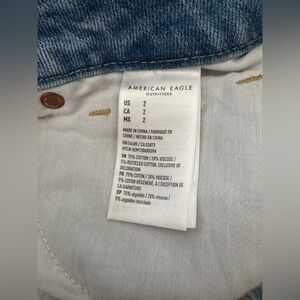 AMERICAN EAGLE
OUTFITTERS
US 2
CA 2
MX 2
MADE IN CHINA / FABRIQUÉ EN
CHINE / HECHO EN CHINA
EN: 75% COTTON / 20% VISCOSE /
5% RECYCLED COTTON, EXCLUSIVE OF
DECORATION
FR: 75% COTON / 20% VISCOSE /
5% COTON RÉGÉNÉRÉ, À L'EXCEPTION DE
LA GARNITURE
SP: 75% algodón / 20% viscosa /
5% algodón reciclado